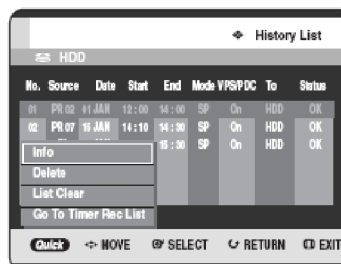 History List
HDD
No. Source Date Start End Mode VPS/PDC To Status
01 PR 02 01 JAN 12:00 14:00 SP On HDD OK
02 PR 07 15 JAN 14:10 14:30 SP On HDD OK
15:30 SP On HDD OK
Info
Delete
List Clear
Go To Timer Rec List
Quick MOVE SELECT RETURN EXIT